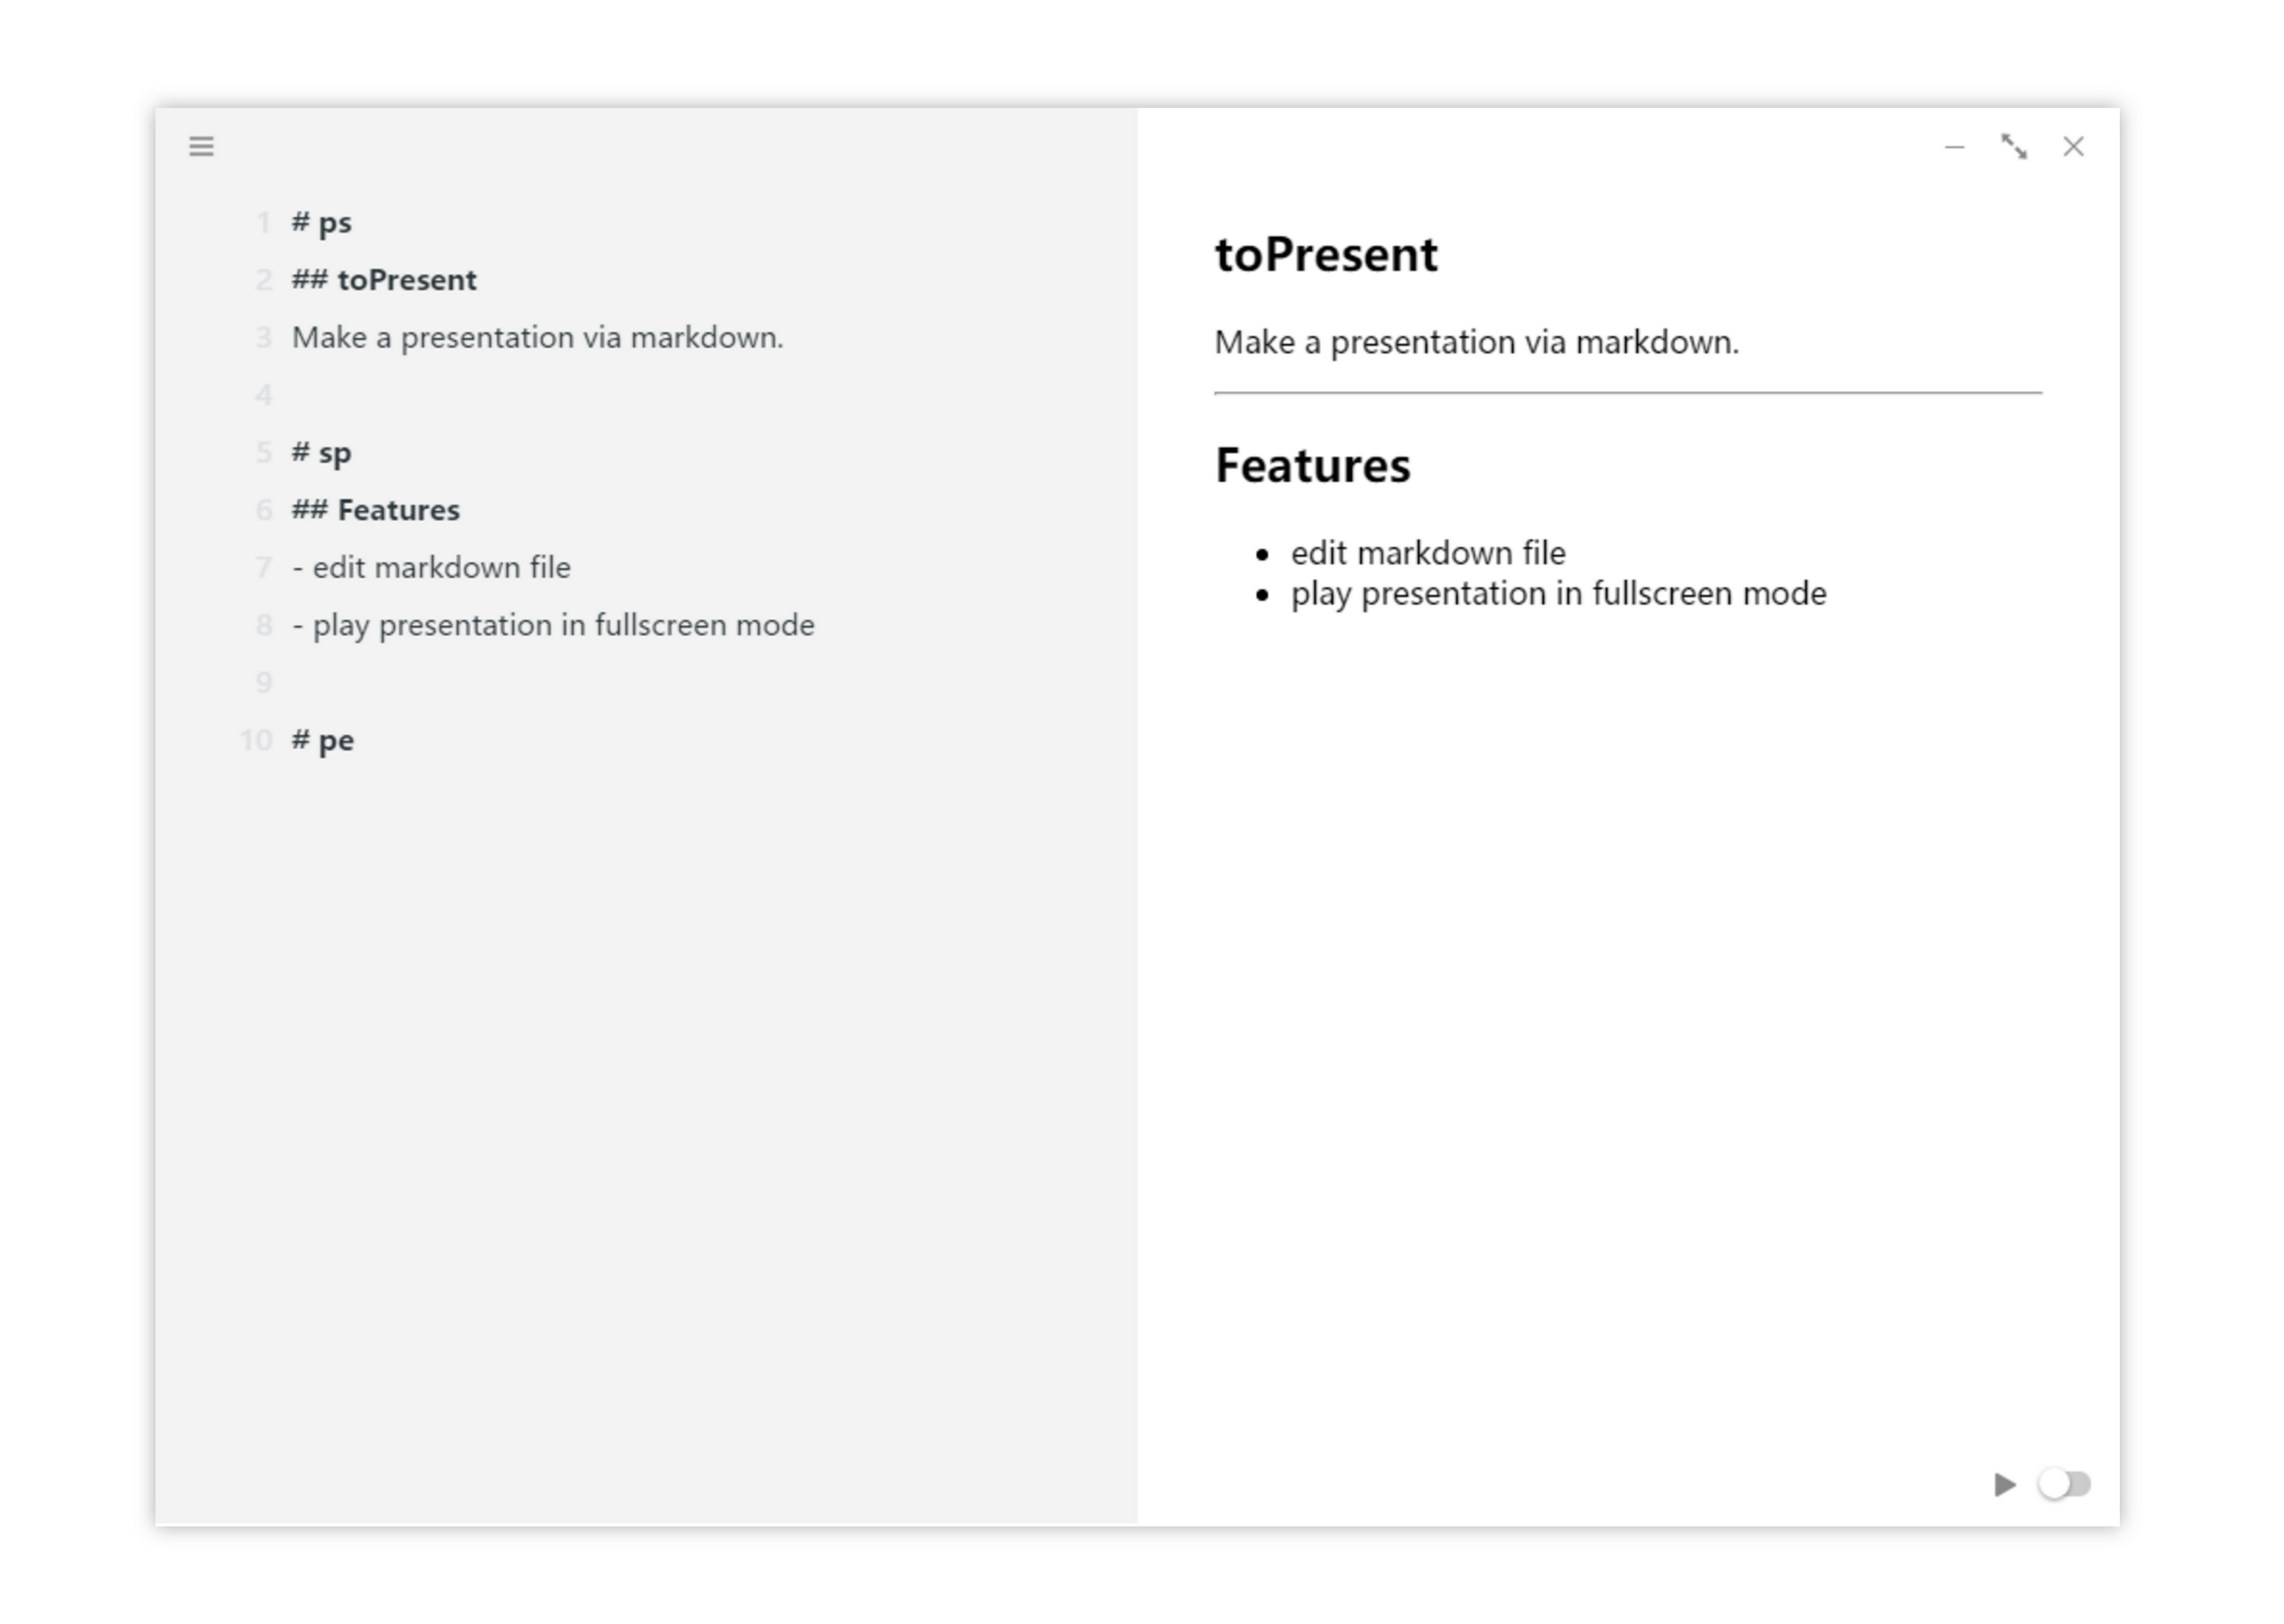 1 # ps
2 ## toPresent
3 Make a presentation via markdown.
4
5 # sp
6 ## Features
7 - edit markdown file
8 - play presentation in fullscreen mode
9
10 # pe
toPresent
Make a presentation via markdown.
Features
• edit markdown file
• play presentation in fullscreen mode